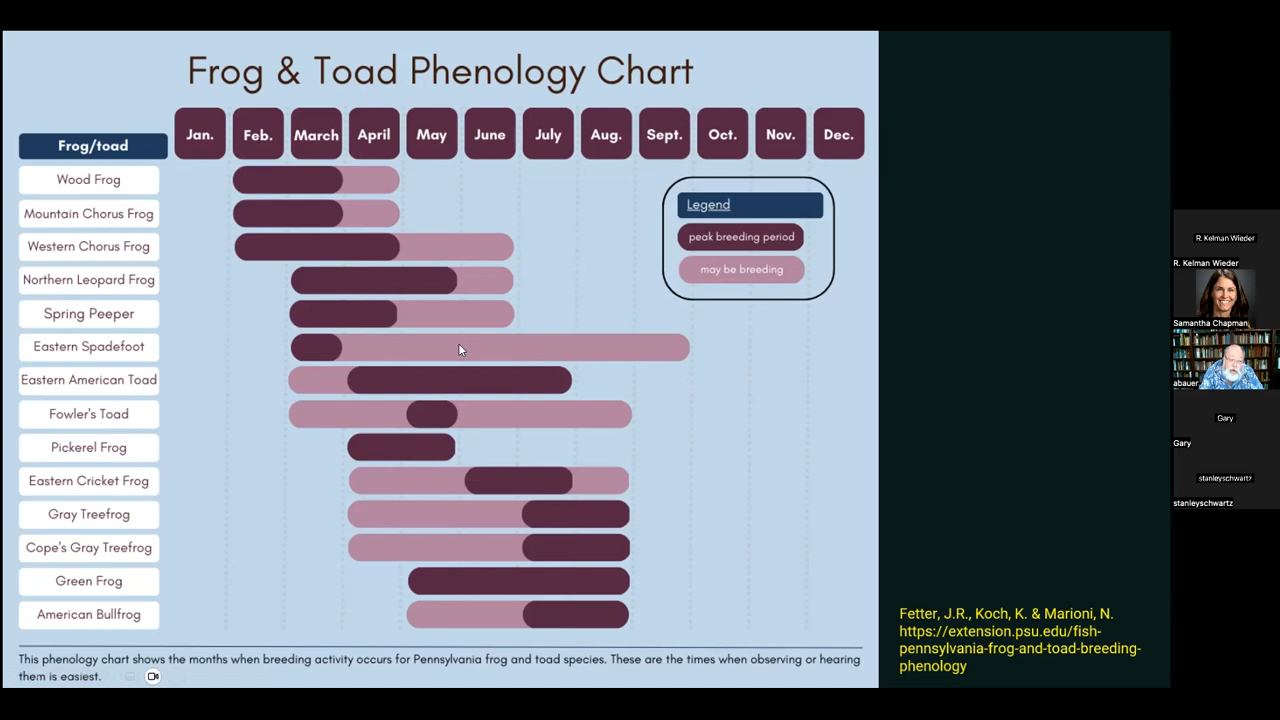 Frog & Toad Phenology Chart
Jan.
Feb.
March
April
May
June
July
Aug.
Sept.
Oct.
Nov.
Dec.
Frog/toad
Wood Frog
Mountain Chorus Frog
Western Chorus Frog
Northern Leopard Frog
Spring Peeper
Eastern Spadefoot
Eastern American Toad
Fowler's Toad
Pickerel Frog
Eastern Cricket Frog
Gray Treefrog
Cope's Gray Treefrog
Green Frog
American Bullfrog
Legend
peak breeding period
may be breeding
This phenology chart shows the months when breeding activity occurs for Pennsylvania frog and toad species. These are the times when observing or hearing
them is easiest.
Fetter, J.R., Koch, K. & Marioni, N.
https://extension.psu.edu/fish-
pennsylvania-frog-and-toad-breeding-
phenology
R. Kelman Wieder
R. Kelman Wieder
Samantha Chapman
abauer
Gary
Gary
stanleyschwartz
stanleyschwartz